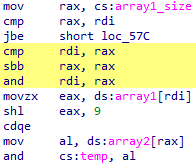 mov rax, cs:array1_size
cmp rax, rdi
jbe short loc_57C
cmp rdi, rax
sbb rax, rax
and rdi, rax
movzx eax, ds:array1[rdi]
shl eax, 9
cdqe
mov al, ds:array2[rax]
and cs:temp, al